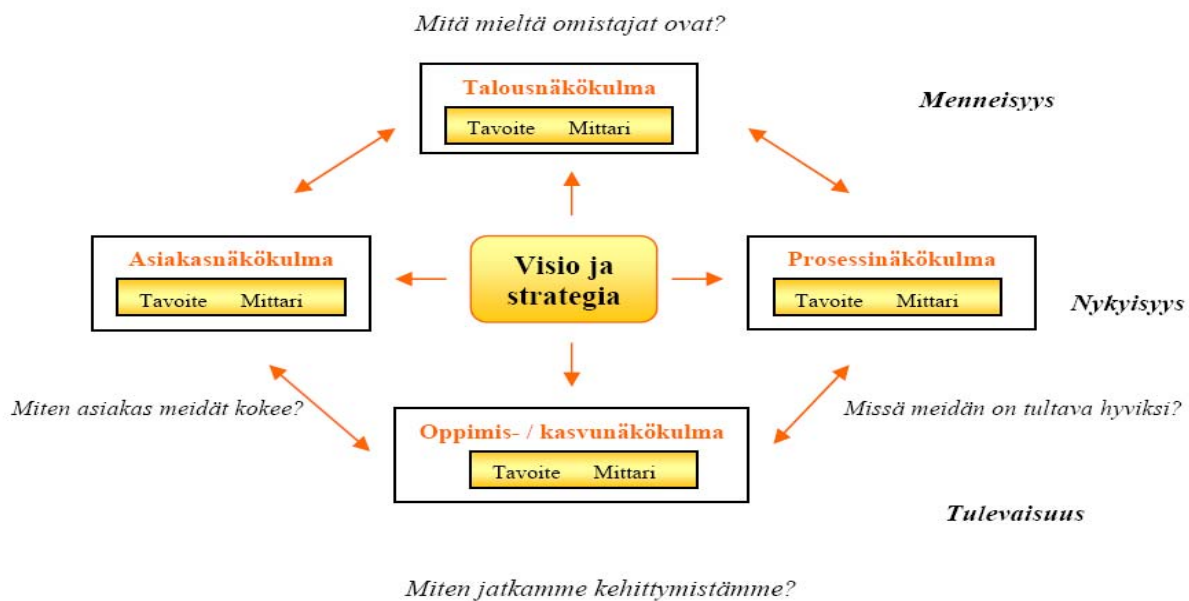 Mitä mieltä omistajat ovat?
Talousnäkökulma
Tavoite Mittari
Menneisyys
Asiakasnäkökulma
Tavoite Mittari
Visio ja
strategia
Prosessinäkökulma
Tavoite Mittari
Nykyisyys
Miten asiakas meidät kokee?
Missä meidän on tultava hyviksi?
Oppimis- / kasvunäkökulma
Tavoite Mittari
Tulevaisuus
Miten jatkamme kehittymistämme?